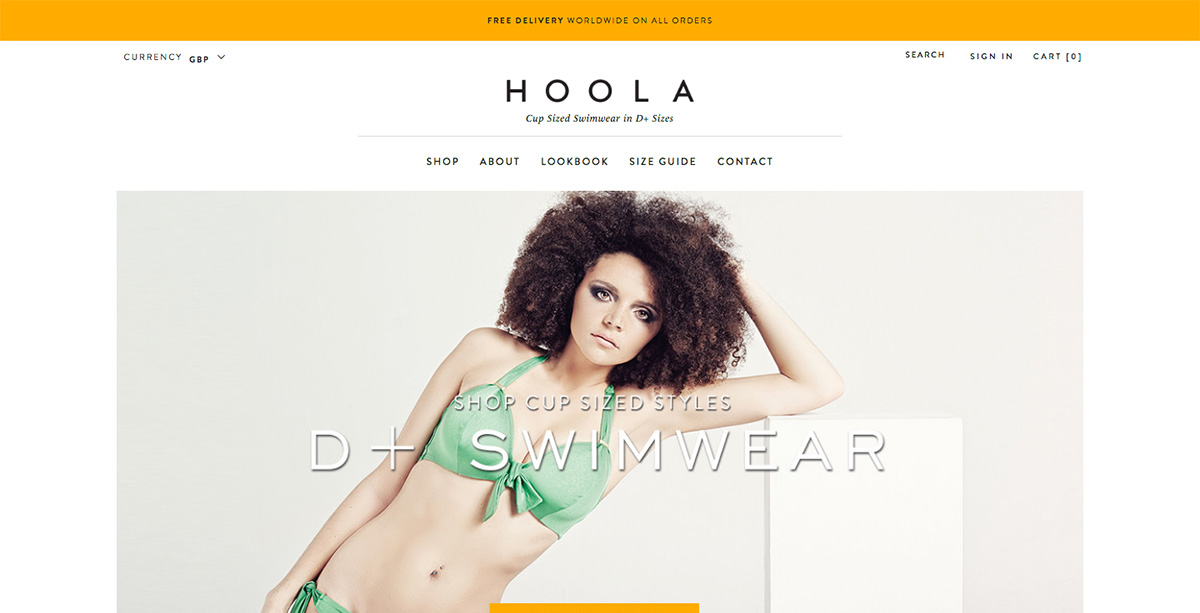 FREE DELIVERY WORLDWIDE ON ALL ORDERS
CURRENCY GBP
SEARCH SIGN IN CART [0]
HOOLA
Cup Sized Swimwear in D+ Sizes
SHOP ABOUT LOOKBOOK SIZE GUIDE CONTACT
SHOP CUP SIZED STYLES
D+ SWIMWEAR